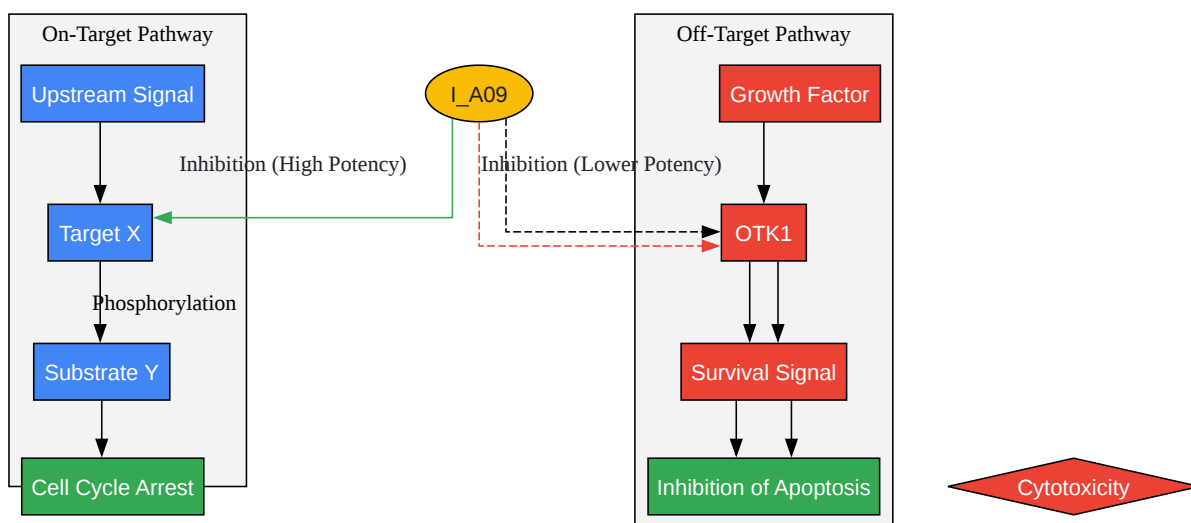 On-Target Pathway
Off-Target Pathway
Upstream Signal
I_A09
Growth Factor
Inhibition (High Potency)
Inhibition (Lower Potency)
Target X
OTK1
Phosphorylation
Substrate Y
Survival Signal
Cell Cycle Arrest
Inhibition of Apoptosis
Cytotoxicity